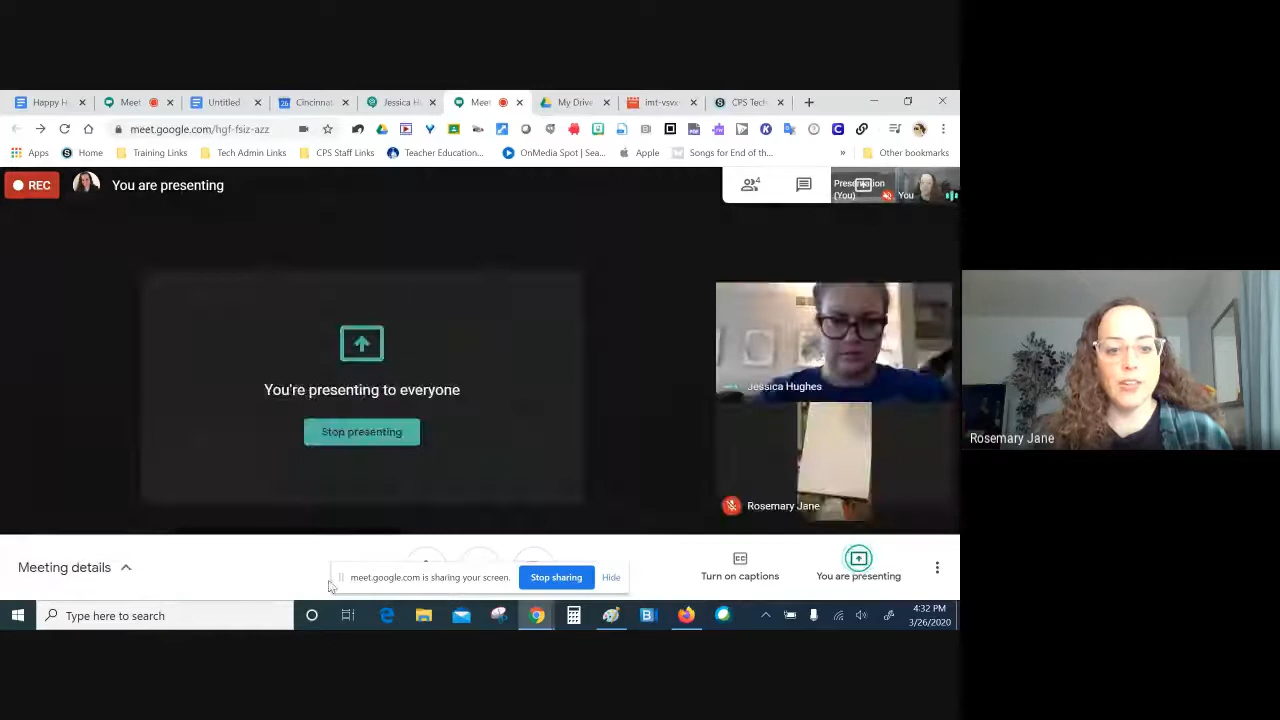 Happy H
Meet
Untitled
Cincinnat
Jessica H
Meet
My Drive
imt-vsvx
CPS Tech
meet.google.com/hgf-fsiz-azz
Apps
Home
Training Links
Tech Admin Links
CPS Staff Links
Teacher Education...
OnMedia Spot | Sea...
Apple
Songs for End of th...
»
Other bookmarks
REC
You are presenting
4
Presentation
(You)
You
You're presenting to everyone
Stop presenting
Jessica Hughes
Rosemary Jane
Rosemary Jane
Meeting details
meet.google.com is sharing your screen.
Stop sharing
Hide
CC
Turn on captions
You are presenting
Type here to search
4:32 PM
3/26/2020